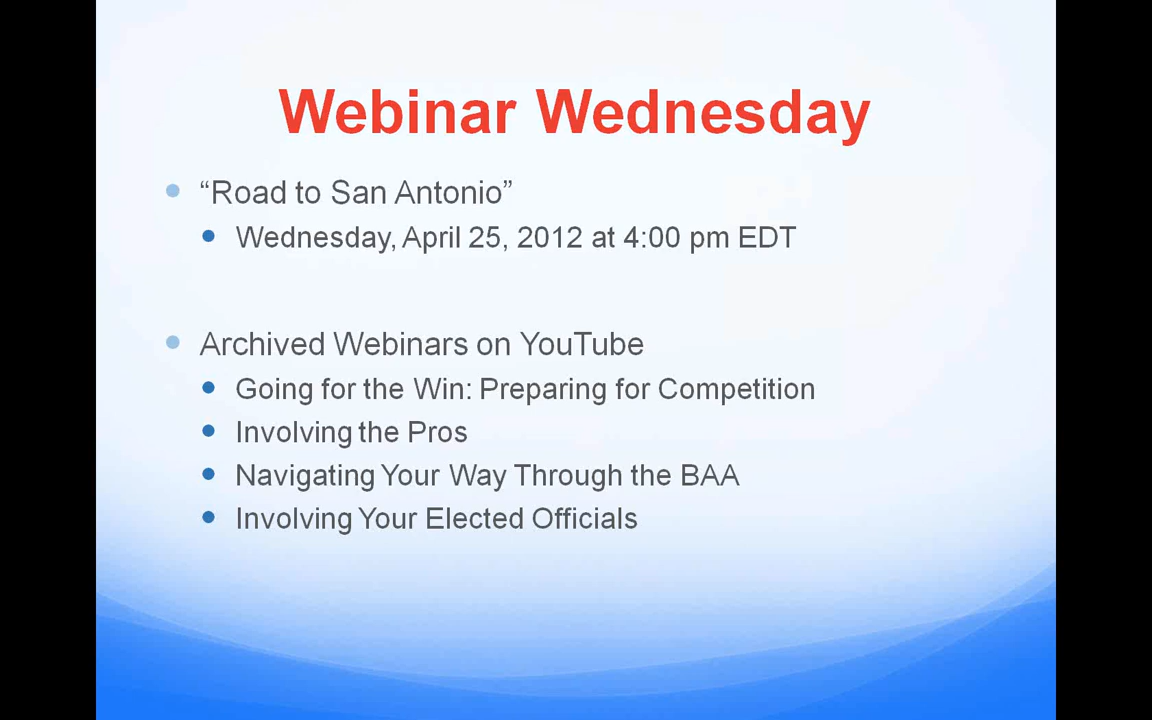 Webinar Wednesday
“Road to San Antonio”
Wednesday, April 25, 2012 at 4:00 pm EDT
Archived Webinars on YouTube
Going for the Win: Preparing for Competition
Involving the Pros
Navigating Your Way Through the BAA
Involving Your Elected Officials